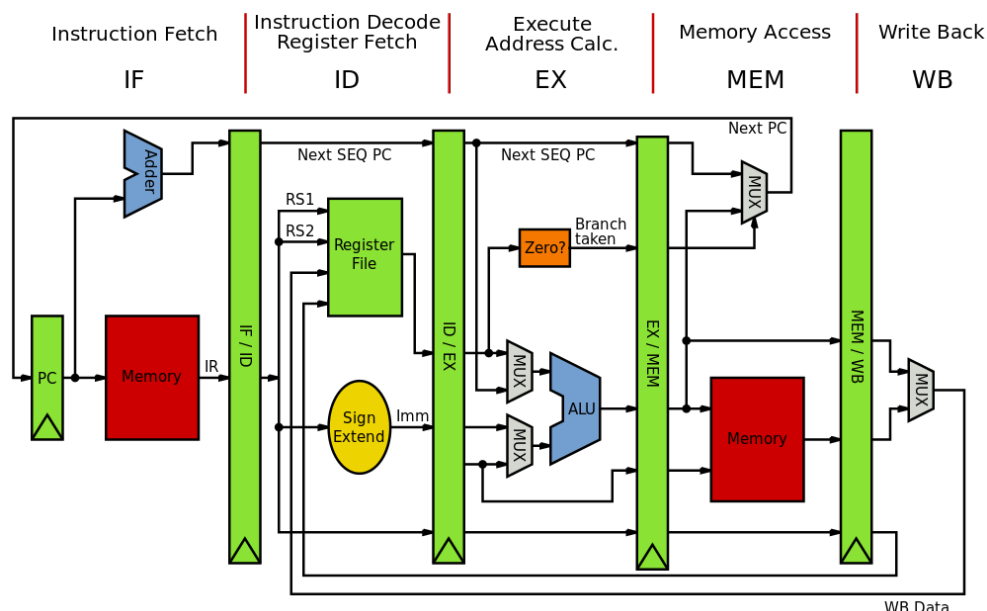 Instruction Fetch
Instruction Decode
Register Fetch
Execute
Address Calc.
Memory Access
Write Back
IF
ID
EX
MEM
WB
Next PC
Adder
Next SEQ PC
Next SEQ PC
MUX
RS1
RS2
Register
File
Branch
taken
Zero?
IF / ID
ID / EX
EX / MEM
MEM / WB
PC
Memory
IR
MUX
ALU
MUX
Sign
Extend
Imm
MUX
Memory
WB Data